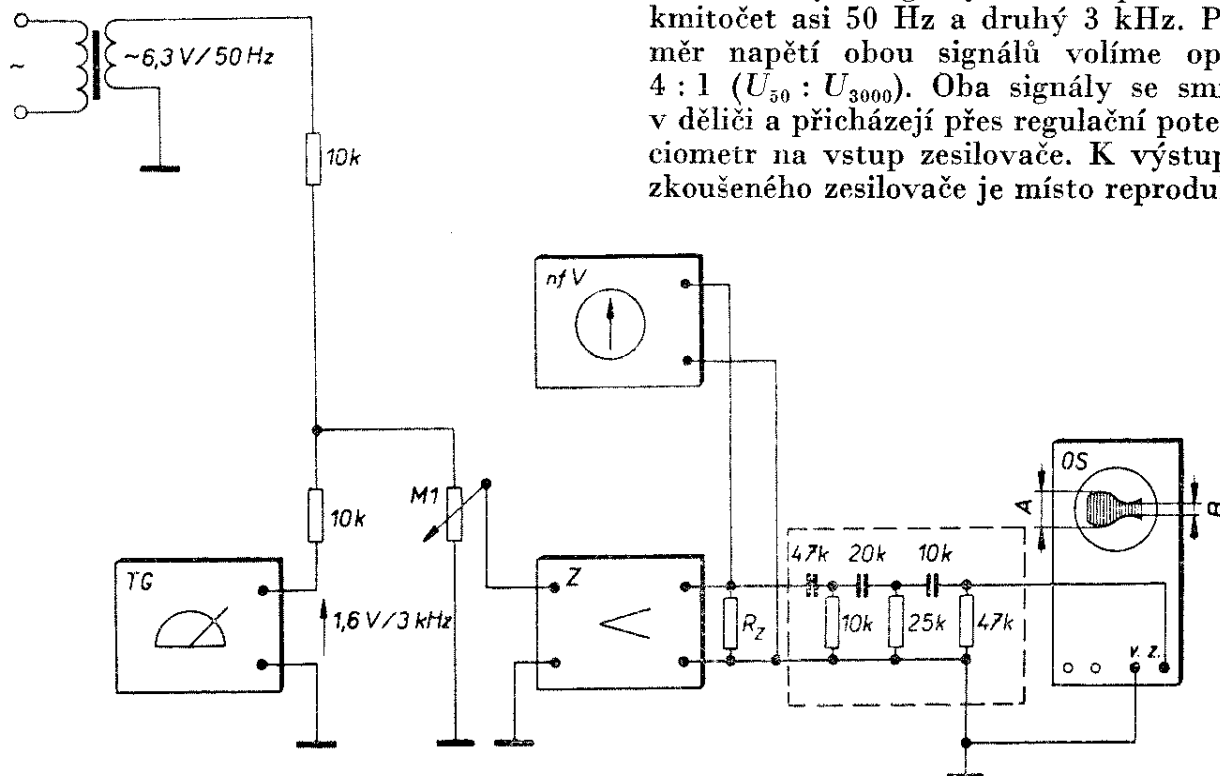 kmitočet asi 50 Hz a druhý 3 kHz. P
měr napětí obou signálů volíme op
4 : 1 (U50 : U3000). Oba signály se smě
v děliči a přicházejí přes regulační pote
ciometr na vstup zesilovače. K výstup
zkoušeného zesilovače je místo reprodu
~
~6,3 V/50 Hz
10k
nf V
M1
10k
TG
1,6 V/3 kHz
Z
<
RZ
47k
20k
10k
10k
25k
47k
OS
A
B
v. z.